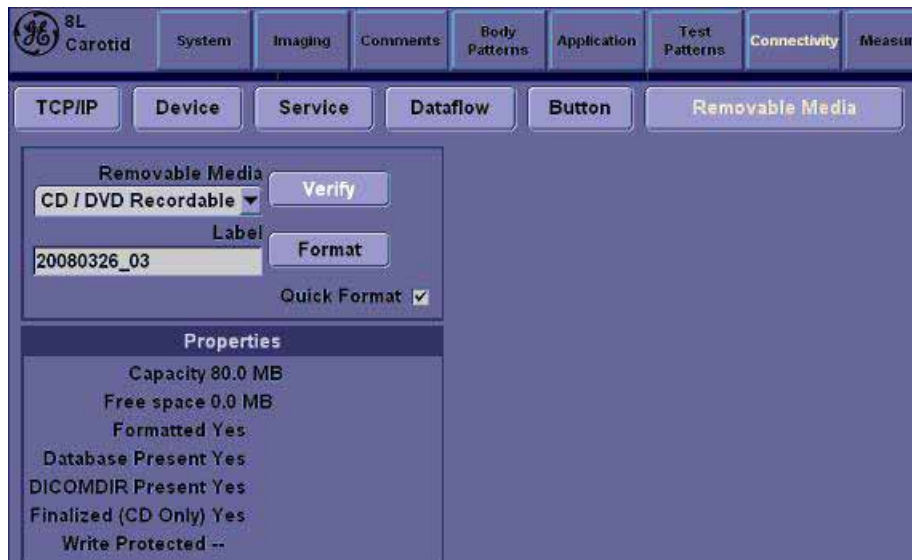 GE 8L
Carotid
System
Imaging
Comments
Body
Patterns
Application
Test
Patterns
Connectivity
Measur
TCP/IP
Device
Service
Dataflow
Button
Removable Media
Removable Media
CD / DVD Recordable
Verify
Label
20080326_03
Format
Quick Format
Properties
Capacity 80.0 MB
Free space 0.0 MB
Formatted Yes
Database Present Yes
DICOMDIR Present Yes
Finalized (CD Only) Yes
Write Protected --